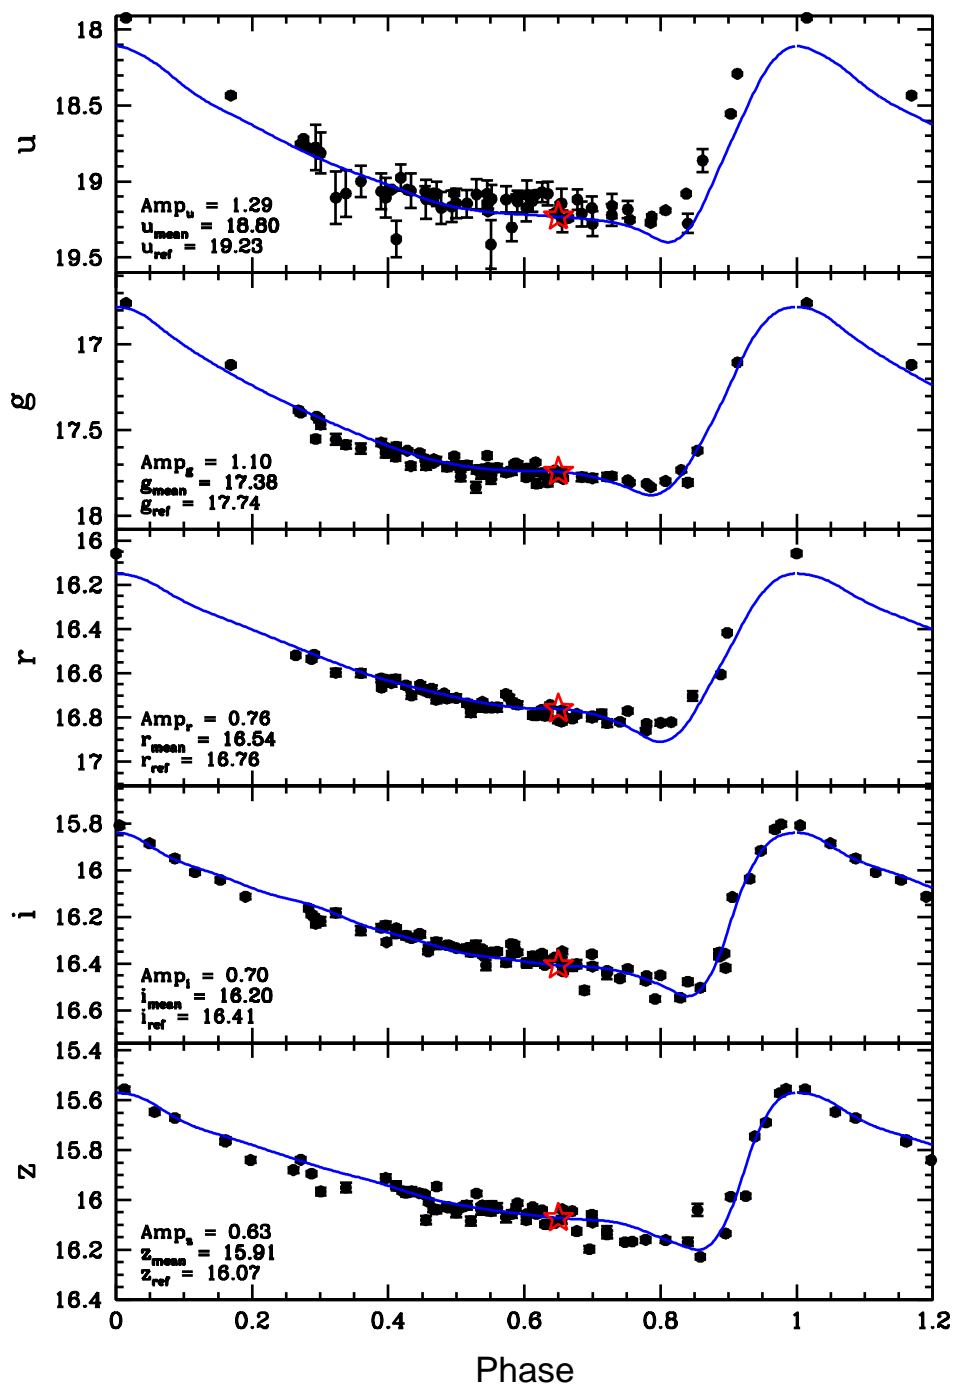 18
18.5
19
19.5
u
Amp_u = 1.29
u_mean = 18.80
u_ref = 19.23
17
17.5
18
g
Amp_g = 1.10
g_mean = 17.38
g_ref = 17.74
16
16.2
16.4
16.6
16.8
17
r
Amp_r = 0.76
r_mean = 16.54
r_ref = 16.76
15.8
16
16.2
16.4
16.6
i
Amp_i = 0.70
i_mean = 16.20
i_ref = 16.41
15.4
15.6
15.8
16
16.2
16.4
z
Amp_z = 0.63
z_mean = 15.91
z_ref = 16.07
0 0.2 0.4 0.6 0.8 1 1.2
Phase